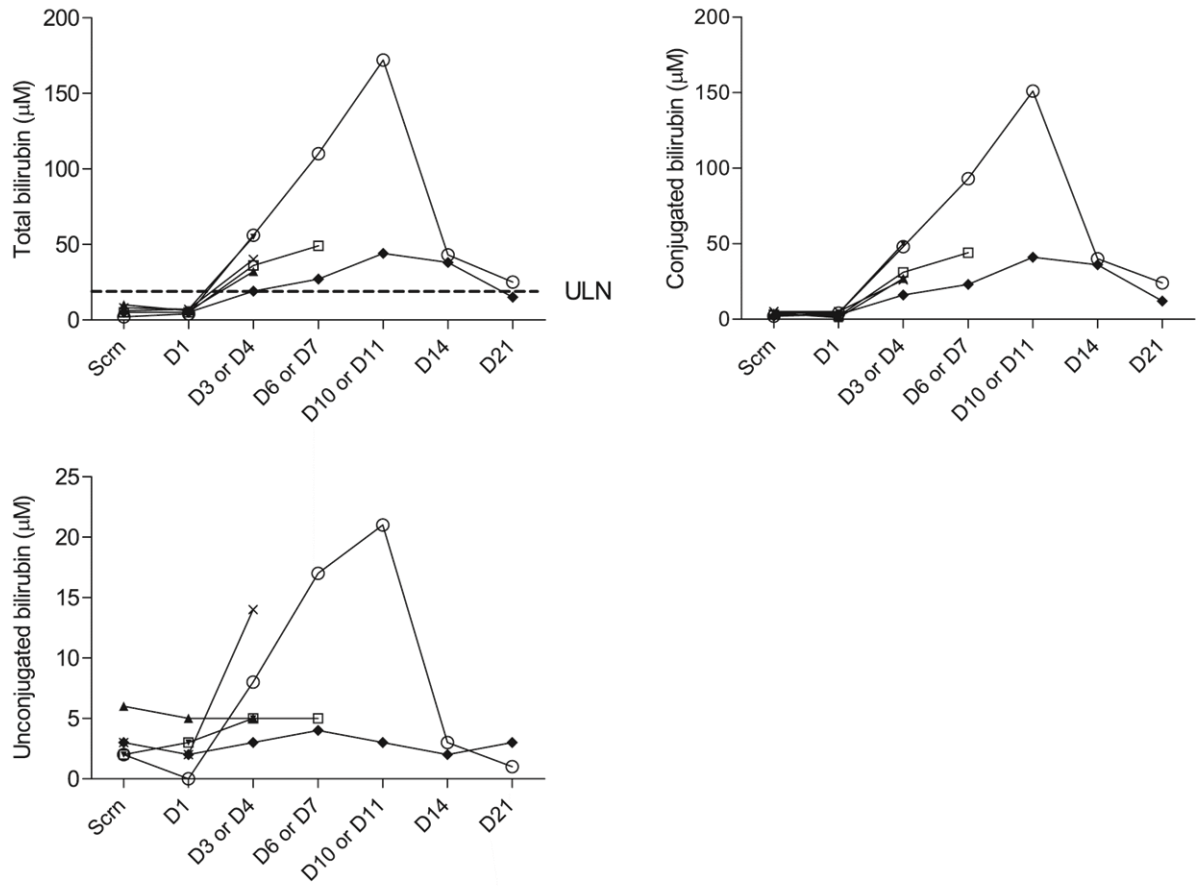 Total bilirubin (µM)
200
150
100
50
0
ULN
Scrn
D1
D3 or D4
D6 or D7
D10 or D11
D14
D21
Conjugated bilirubin (µM)
200
150
100
50
0
Scrn
D1
D3 or D4
D6 or D7
D10 or D11
D14
D21
Unconjugated bilirubin (µM)
25
20
15
10
5
0
Scrn
D1
D3 or D4
D6 or D7
D10 or D11
D14
D21